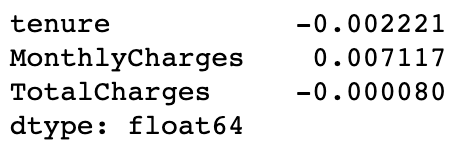 tenure -0.002221
MonthlyCharges 0.007117
TotalCharges -0.000080
dtype: float64